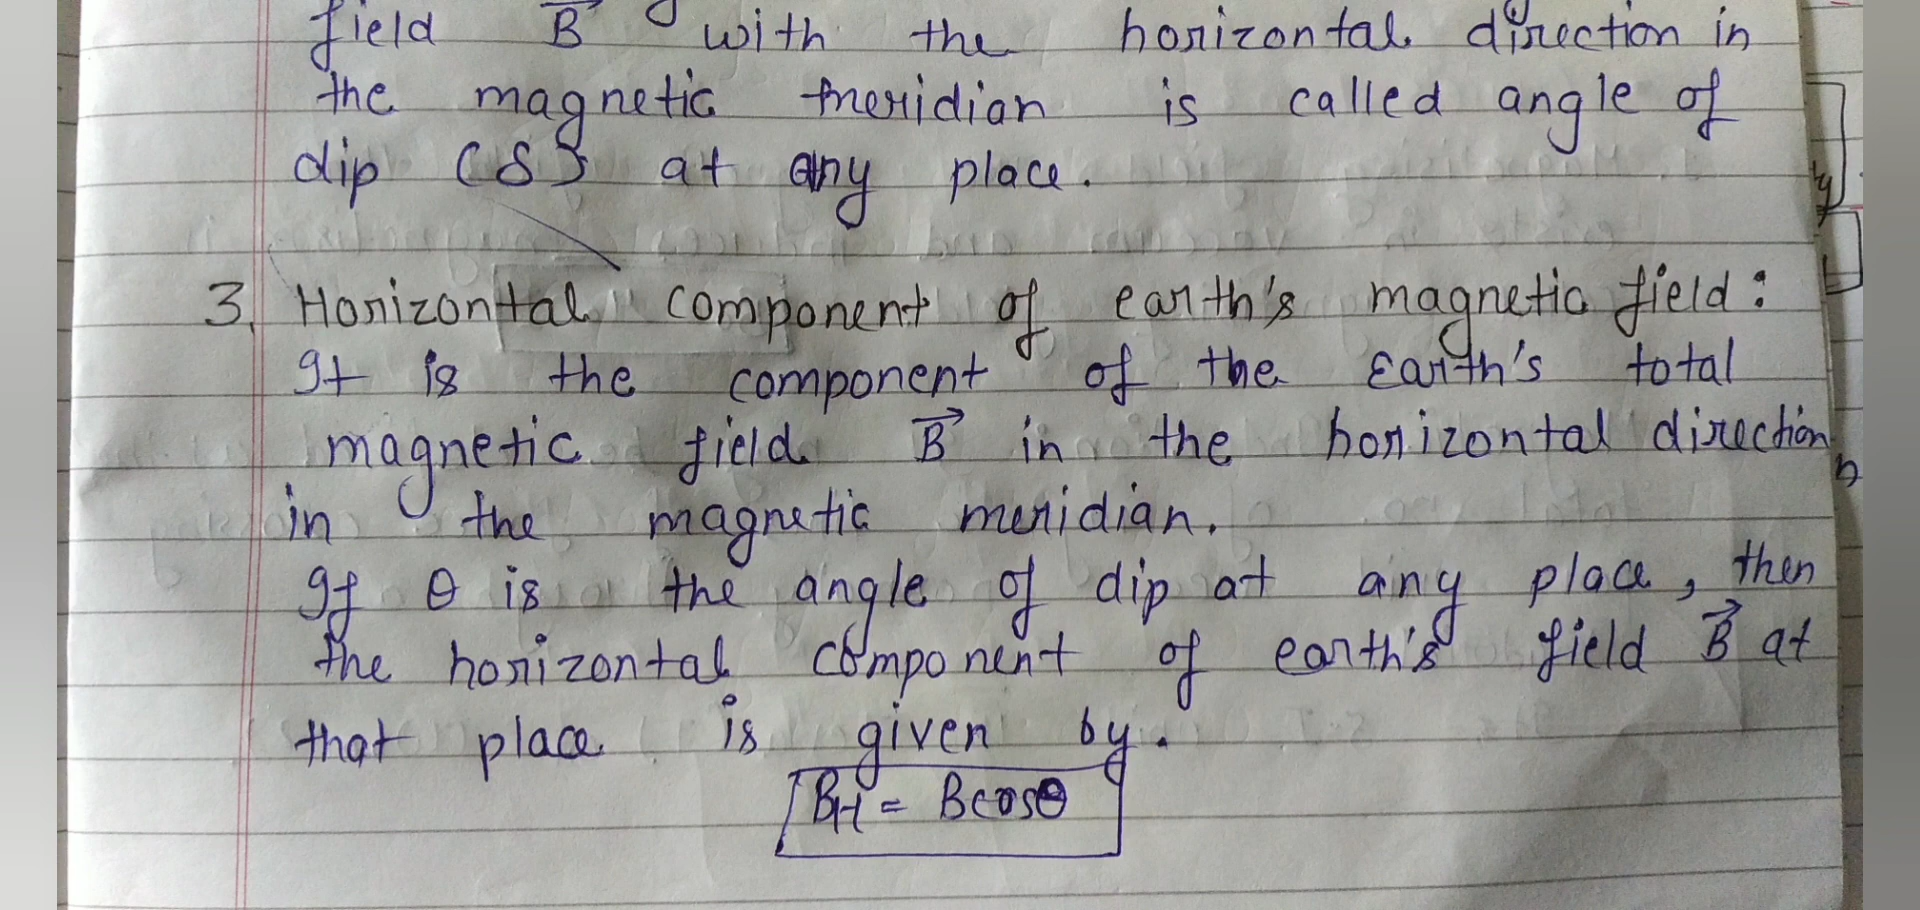 field B with the horizontal direction in
the magnetic meridian is called angle of
dip (δ) at any place.
3. Horizontal component of earth's magnetic field:
It is the component of the Earth's total
magnetic field B⃗ in the horizontal direction
in the magnetic meridian.
If θ is the angle of dip at any place, then
the horizontal component of earth's field B⃗ at
that place is given by.
BH = Bcosθ